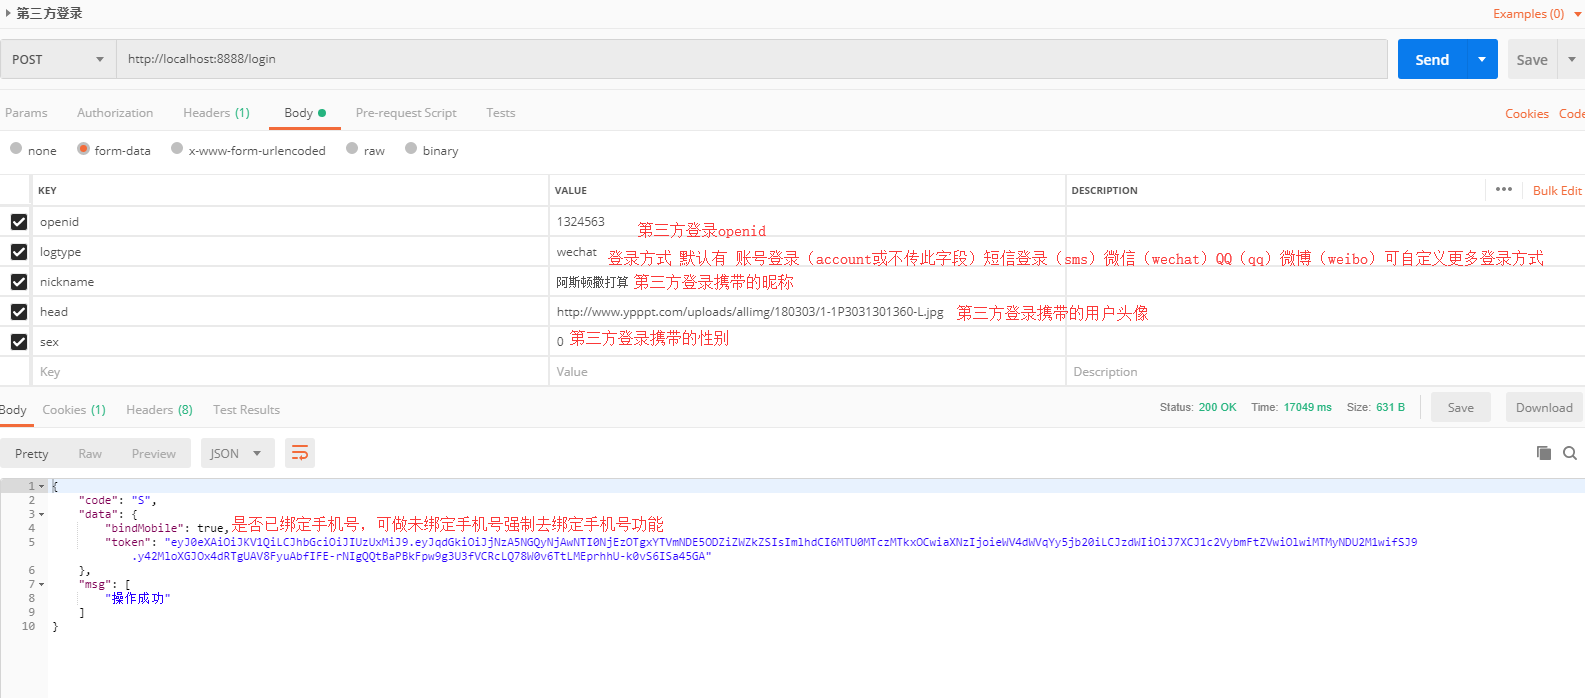 第三方登录
Examples (0)
POST
http://localhost:8888/login
Send
Save
Params Authorization Headers (1) Body Pre-request Script Tests
Cookies Code
none form-data x-www-form-urlencoded raw binary
KEY VALUE DESCRIPTION ••• Bulk Edit
openid 1324563 第三方登录openid
logtype wechat 登录方式 默认有 账号登录（account或不传此字段）短信登录（sms）微信（wechat）QQ（qq）微博（weibo）可自定义更多登录方式
nickname 阿斯顿撒打算 第三方登录携带的昵称
head http://www.ypppt.com/uploads/allimg/180303/1-1P3031301360-L.jpg 第三方登录携带的用户头像
sex 0 第三方登录携带的性别
Key Value Description
Body Cookies (1) Headers (8) Test Results
Status: 200 OK Time: 17049 ms Size: 631 B Save Download
Pretty Raw Preview JSON
1 {
2 "code": "S",
3 "data": {
4 "bindMobile": true, 是否已绑定手机号，可做未绑定手机号强制去绑定手机号功能
5 "token":
6 },
7 "msg": [
8 "操作成功"
9 ]
10 }